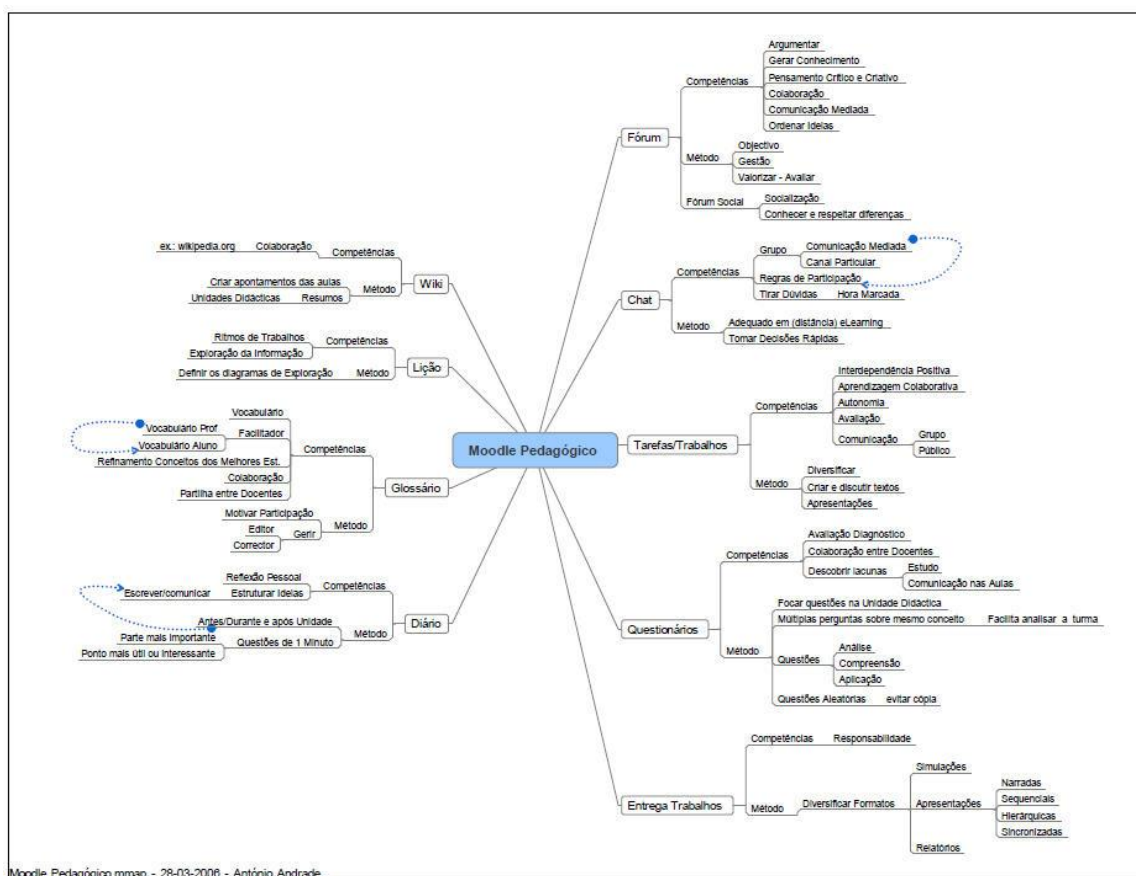 Moodle Pedagógico
Fórum
Competências
Argumentar
Gerar Conhecimento
Pensamento Crítico e Criativo
Colaboração
Comunicação Mediada
Ordenar Ideias
Método
Objectivo
Gestão
Valorizar - Avaliar
Fórum Social
Socialização
Conhecer e respeitar diferenças
Chat
Competências
Grupo
Comunicação Mediada
Canal Particular
Regras de Participação
Tirar Dúvidas
Hora Marcada
Método
Adequado em (distância) eLearning
Tomar Decisões Rápidas
Tarefas/Trabalhos
Competências
Interdependência Positiva
Aprendizagem Colaborativa
Autonomia
Avaliação
Comunicação
Grupo
Público
Método
Diversificar
Criar e discutir textos
Apresentações
Questionários
Competências
Avaliação Diagnóstico
Colaboração entre Docentes
Descobrir lacunas
Estudo
Comunicação nas Aulas
Método
Focar questões na Unidade Didáctica
Múltiplas perguntas sobre mesmo conceito
Facilita analisar a turma
Questões
Análise
Compreensão
Aplicação
Questões Aleatórias
evitar cópia
Entrega Trabalhos
Competências
Responsabilidade
Método
Diversificar Formatos
Simulações
Apresentações
Narradas
Sequenciais
Hierárquicas
Sincronizadas
Relatórios
Wiki
Competências
Colaboração
ex.: wikipedia.org
Método
Criar apontamentos das aulas
Resumos
Unidades Didácticas
Lição
Competências
Ritmos de Trabalhos
Exploração da Informação
Método
Definir os diagramas de Exploração
Glossário
Competências
Vocabulário
Facilitador
Vocabulário Prof
Vocabulário Aluno
Refinamento Conceitos dos Melhores Est.
Colaboração
Partilha entre Docentes
Método
Motivar Participação
Gerir
Editor
Corrector
Diário
Competências
Reflexão Pessoal
Estruturar Ideias
Escrever/comunicar
Método
Antes/Durante e após Unidade
Questões de 1 Minuto
Parte mais importante
Ponto mais útil ou interessante
Moodle Pedagógico.mmap - 28-03-2006 - António Andrade